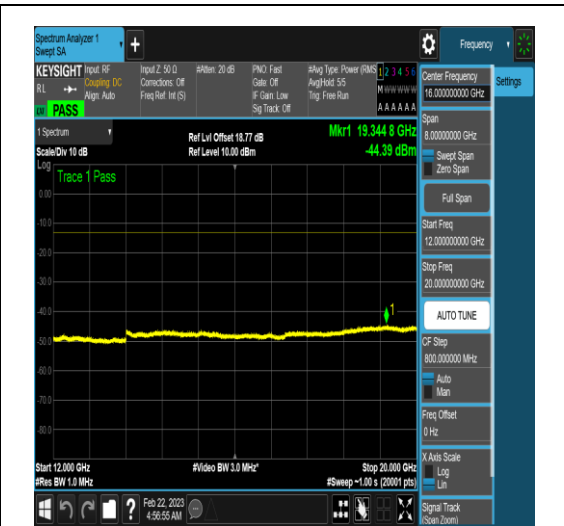 Spectrum Analyzer 1
Swept SA
+
Frequency
KEYSIGHT
RL
PASS
Input: RF
Coupling: DC
Align: Auto
Input Z: 50 Ω
Corrections: Off
Freq Ref: Int (S)
#Atten: 20 dB
PNO: Fast
Gate: Off
IF Gain: Low
Sig Track: Off
#Avg Type: Power (RMS
Avg|Hold: 5/5
Trig: Free Run
1 2 3 4 5 6
M W W W W W
A A A A A A
1 Spectrum
Scale/Div 10 dB
Ref Lvl Offset 18.77 dB
Ref Level 10.00 dBm
Mkr1 19.344 8 GHz
-44.39 dBm
Log
Trace 1 Pass
0.00
-10.0
-20.0
-30.0
-40.0
-50.0
-60.0
-70.0
-80.0
1
Start 12.000 GHz
#Res BW 1.0 MHz
#Video BW 3.0 MHz*
Stop 20.000 GHz
#Sweep ~1.00 s (20001 pts)
Center Frequency
16.000000000 GHz
Settings
Span
8.00000000 GHz
Swept Span
Zero Span
Full Span
Start Freq
12.000000000 GHz
Stop Freq
20.000000000 GHz
AUTO TUNE
CF Step
800.000000 MHz
Auto
Man
Freq Offset
0 Hz
X Axis Scale
Log
Lin
Signal Track
(Span Zoom)
?
Feb 22, 2023
4:56:55 AM